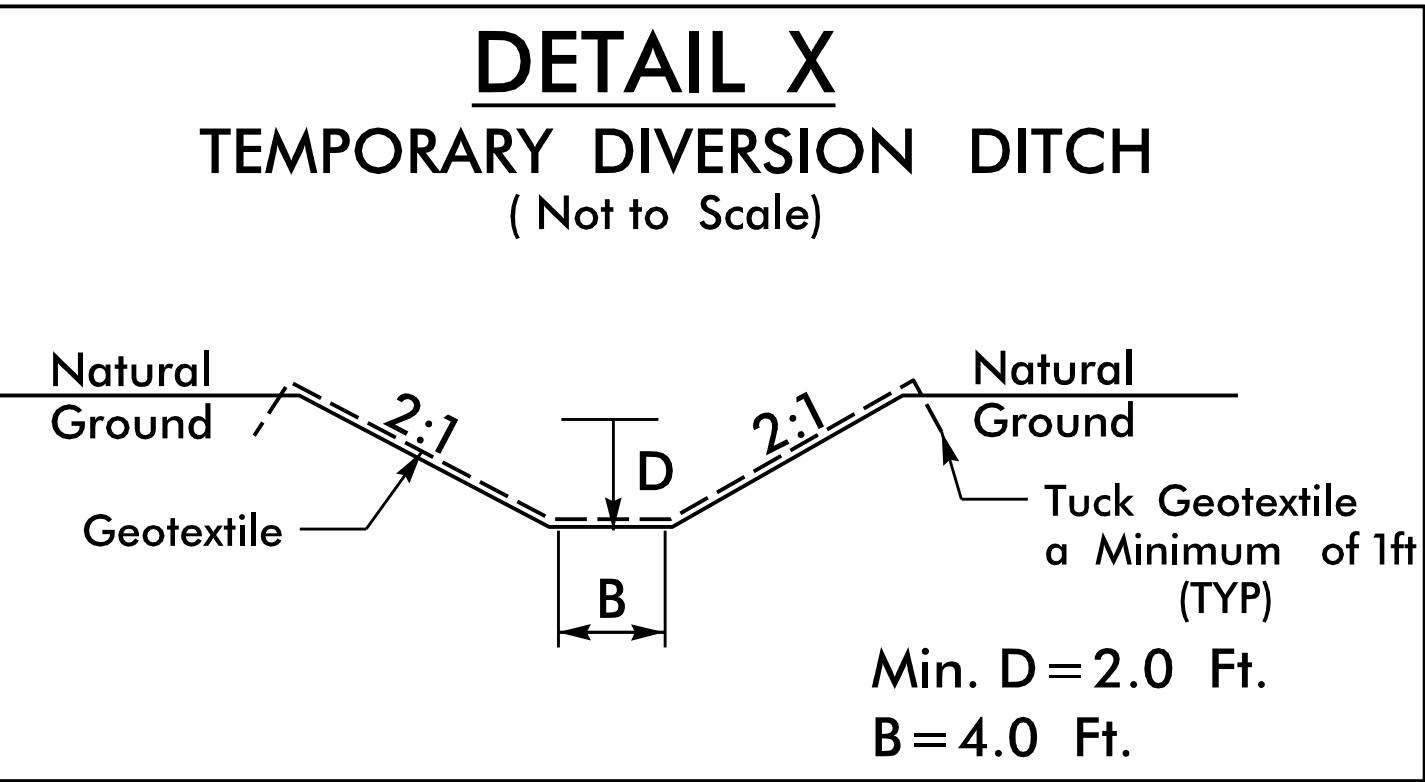 DETAIL X
TEMPORARY DIVERSION DITCH
( Not to Scale)
Natural
Ground
2:1
D
2:1
Natural
Ground
Geotextile
B
Tuck Geotextile
a Minimum of 1ft
(TYP)
Min. D=2.0 Ft.
B=4.0 Ft.